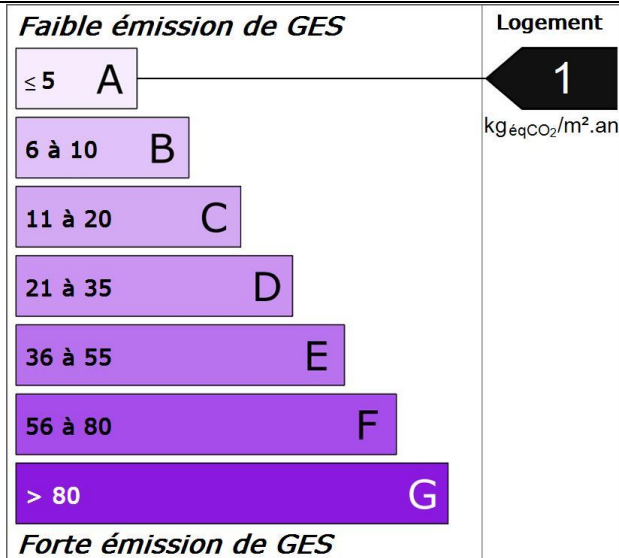 Faible émission de GES
Logement
≤ 5 A
1
kgéqCO₂/m².an
6 à 10 B
11 à 20 C
21 à 35 D
36 à 55 E
56 à 80 F
> 80 G
Forte émission de GES